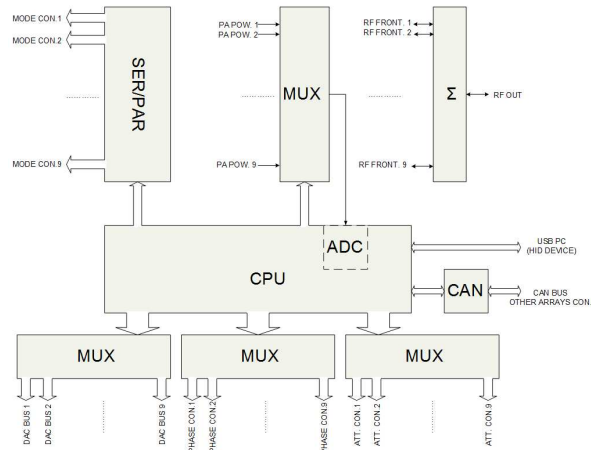 MODE CON.1
MODE CON.2
MODE CON.9
SER/PAR
PA POW. 1
PA POW. 2
PA POW. 9
MUX
RF FRONT. 1
RF FRONT. 2
RF FRONT. 9
Σ
RF OUT
CPU
ADC
USB PC
(HID DEVICE)
CAN
CAN BUS
OTHER ARRAYS CON.
MUX
MUX
MUX
DAC BUS 1
DAC BUS 2
DAC BUS 9
PHASE CON.1
PHASE CON.2
PHASE CON.9
ATT. CON.1
ATT. CON.2
ATT. CON.9